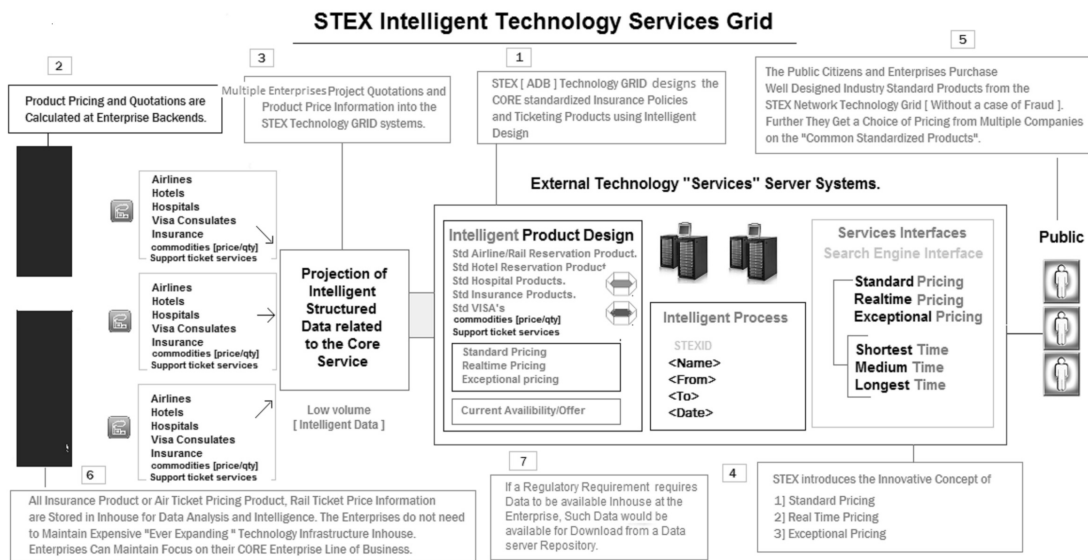 STEX Intelligent Technology Services Grid
2
Product Pricing and Quotations are
Calculated at Enterprise Backends.
3
Multiple Enterprises Project Quotations and
Product Price Information into the
STEX Technology GRID systems.
1
STEX [ ADB ] Technology GRID designs the
CORE standardized Insurance Policies
and Ticketing Products using Intelligent
Design
5
The Public Citizens and Enterprises Purchase
Well Designed Industry Standard Products from the
STEX Network Technology Grid [ Without a case of Fraud ].
Further They Get a Choice of Pricing from Multiple Companies
on the "Common Standardized Products".
Airlines
Hotels
Hospitals
Visa Consulates
Insurance
commodities [price/qty]
Support ticket services
Airlines
Hotels
Hospitals
Visa Consulates
Insurance
commodities [price/qty]
Support ticket services
Airlines
Hotels
Hospitals
Visa Consulates
Insurance
commodities [price/qty]
Support ticket services
Projection of
Intelligent
Structured
Data related
to the Core
Service
Low volume
[ Intelligent Data ]
External Technology "Services" Server Systems.
Intelligent Product Design
Std Airline/Rail Reservation Product.
Std Hotel Reservation Product
Std Hospital Products.
Std Insurance Products.
Std VISA's
commodities [price/qty]
Support ticket services
Standard Pricing
Realtime Pricing
Exceptional pricing
Current Availibility/Offer
Intelligent Process
STEXID
<Name>
<From>
<To>
<Date>
Services Interfaces
Search Engine Interface
Standard Pricing
Realtime Pricing
Exceptional Pricing
Shortest Time
Medium Time
Longest Time
Public
6
All Insurance Product or Air Ticket Pricing Product, Rail Ticket Price Information
are Stored in Inhouse for Data Analysis and Intelligence. The Enterprises do not need
to Maintain Expensive "Ever Expanding " Technology Infrastructure Inhouse.
Enterprises Can Maintain Focus on their CORE Enterprise Line of Business.
7
If a Regulatory Requirement requires
Data to be available Inhouse at the
Enterprise, Such Data would be
available for Download from a Data
server Repository.
4
STEX introduces the Innovative Concept of
1] Standard Pricing
2] Real Time Pricing
3] Exceptional Pricing